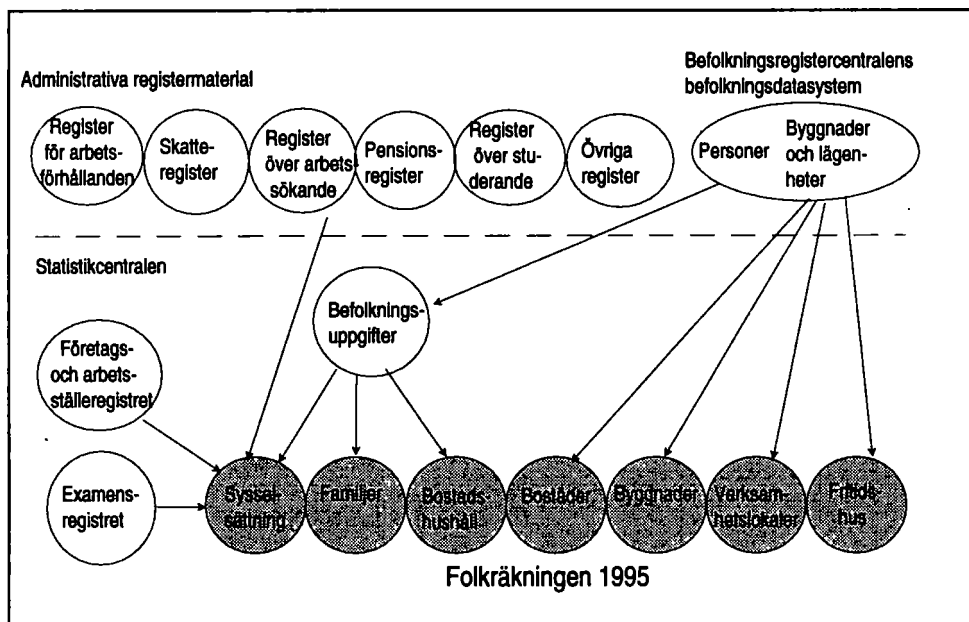 Administrativa registermaterial
Befolkningsregistercentralens
befolkningsdatasystem
Register
för arbets-
förhållanden
Skatte-
register
Register
över arbets
sökande
Pensions-
register
Register
över stu-
derande
Övriga
register
Personer
Byggnader
och lägen-
heter
Statistikcentralen
Befolknings-
uppgifter
Företags-
och arbets-
ställeregistret
Examens-
registret
Syssel-
sättning
Familjer
Bostads-
hushåll
Bostäder
Byggnader
Verksam-
hetslokaler
Fritids-
hus
Folkräkningen 1995